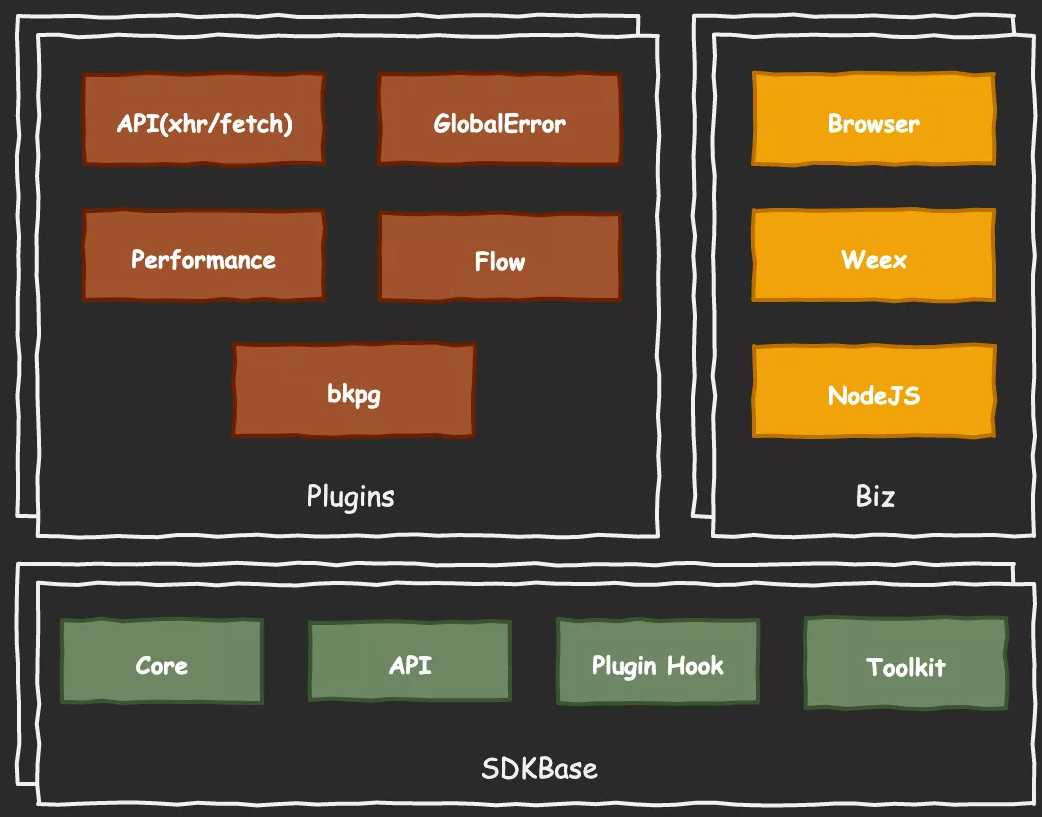 API(xhr/fetch)
GlobalError
Performance
Flow
bkpg
Plugins
Browser
Weex
NodeJS
Biz
Core
API
Plugin Hook
Toolkit
SDKBase